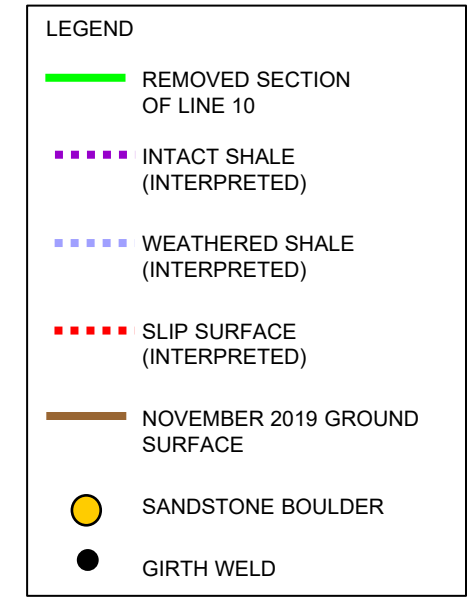 LEGEND
REMOVED SECTION
OF LINE 10
INTACT SHALE
(INTERPRETED)
WEATHERED SHALE
(INTERPRETED)
SLIP SURFACE
(INTERPRETED)
NOVEMBER 2019 GROUND
SURFACE
SANDSTONE BOULDER
GIRTH WELD